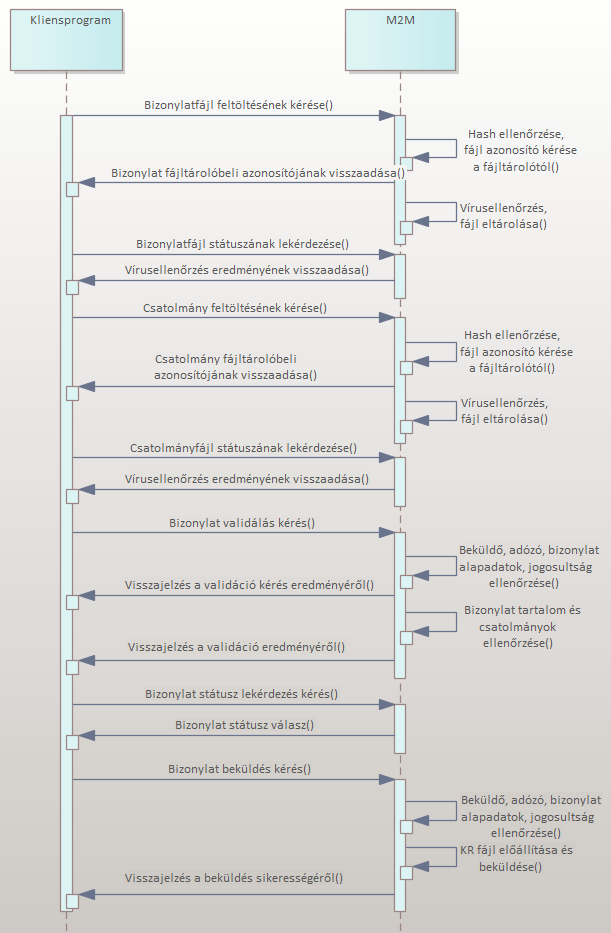 Kliensprogram
M2M
Bizonylatfájl feltöltésének kérése()
Hash ellenőrzése,
fájl azonosító kérése
a fájltárolótól()
Bizonylat fájltárolóbeli azonosítójának visszaadása()
Vírusellenőrzés,
fájl eltárolása()
Bizonylatfájl státuszának lekérdezése()
Vírusellenőrzés eredményének visszaadása()
Csatolmány feltöltésének kérése()
Hash ellenőrzése,
fájl azonosító kérése
a fájltárolótól()
Csatolmány fájltárolóbeli
azonosítójának visszaadása()
Vírusellenőrzés,
fájl eltárolása()
Csatolmányfájl státuszának lekérdezése()
Vírusellenőrzés eredményének visszaadása()
Bizonylat validálás kérés()
Beküldő, adózó, bizonylat
alapadatok, jogosultság
ellenőrzése()
Visszajelzés a validáció kérés eredményéről()
Bizonylat tartalom és
csatolmányok
ellenőrzése()
Visszajelzés a validáció eredményéről()
Bizonylat státusz lekérdezés kérés()
Bizonylat státusz válasz()
Bizonylat beküldés kérés()
Beküldő, adózó, bizonylat
alapadatok, jogosultság
ellenőrzése()
KR fájl előállítása és
beküldése()
Visszajelzés a beküldés sikerességéről()